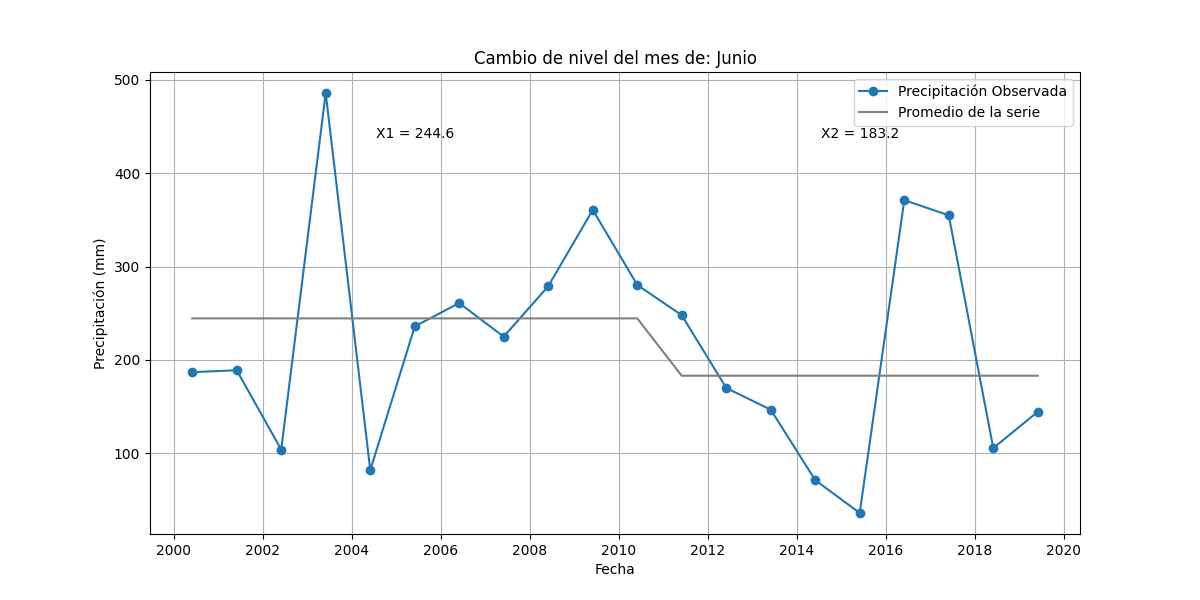 Cambio de nivel del mes de: Junio
Precipitación Observada
Promedio de la serie
X1 = 244.6
X2 = 183.2
500
400
300
200
100
Precipitación (mm)
2000 2002 2004 2006 2008 2010 2012 2014 2016 2018 2020
Fecha